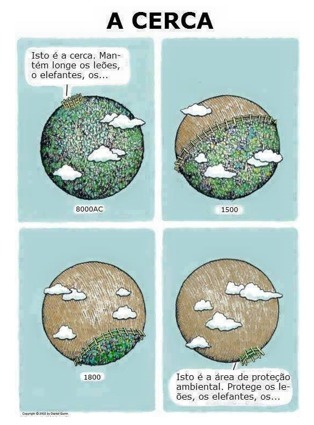 A CERCA
Isto é a cerca. Man-
tém longe os leões,
o elefantes, os...
8000AC
1500
1800
Isto é a área de proteção
ambiental. Protege os le-
ões, os elefantes, os...